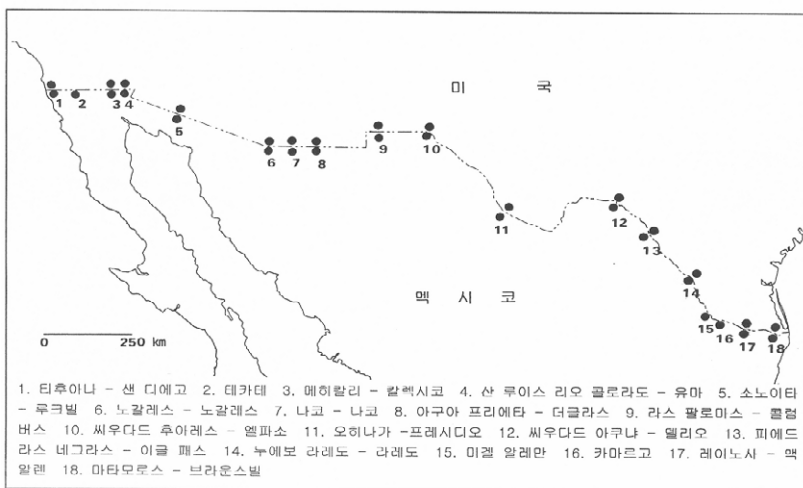 미 국
1 2 3 4
5
6 7 8
9 10
11
12
13
멕 시 코
14
0 250
km
15 16 17 18
1. 티후아나 - 샌 디에고 2. 테카테 3. 메히칼리 - 칼렉시코 4. 산 루이스 리오 콜로라도 - 유마 5. 소노이타
- 루크빌 6. 노갈레스 - 노갈레스 7. 나코 - 나코 8. 아구아 프리에타 - 더글라스 9. 라스 팔로마스 - 콜럼
버스 10. 씨우다드 후아레스 - 엘파소 11. 오히나가 -프레시디오 12. 씨우다드 아쿠냐 - 델리오 13. 피에드
라스 네그라스 - 이글 패스 14. 누에보 라레도 - 라레도 15. 미겔 알레만 16. 카마르고 17. 레이노사 - 맥
알렌 18. 마타모로스 - 브라운스빌